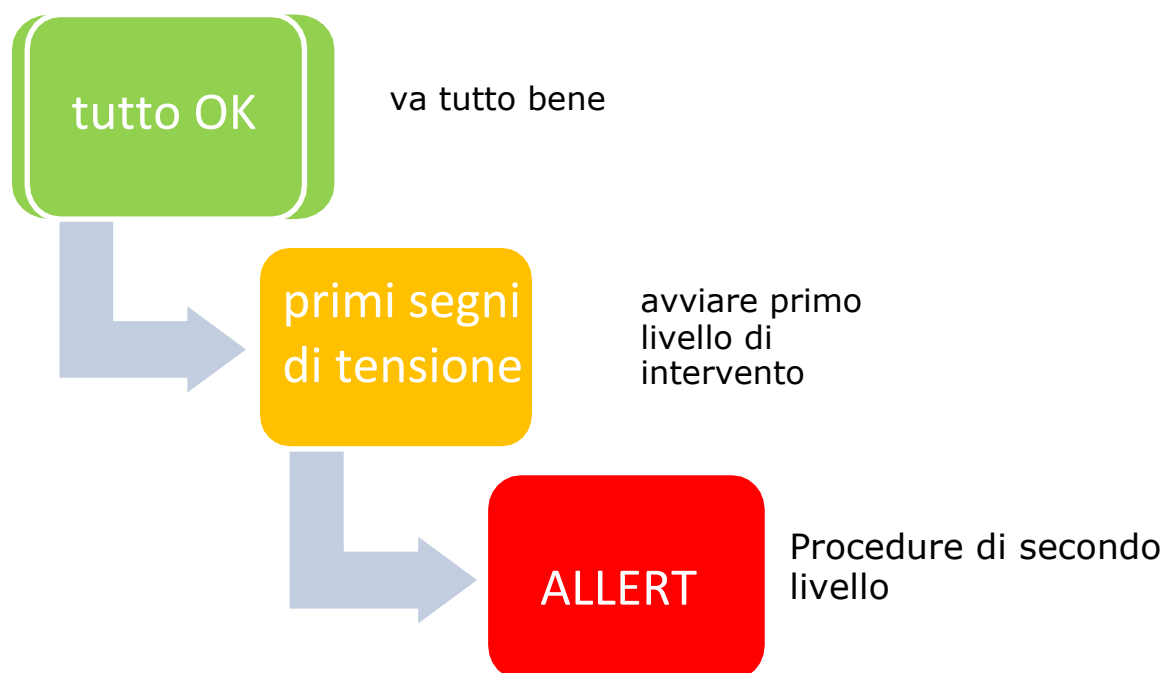 tutto OK
va tutto bene
primi segni
di tensione
avviare primo
livello di
intervento
ALLERT
Procedure di secondo
livello